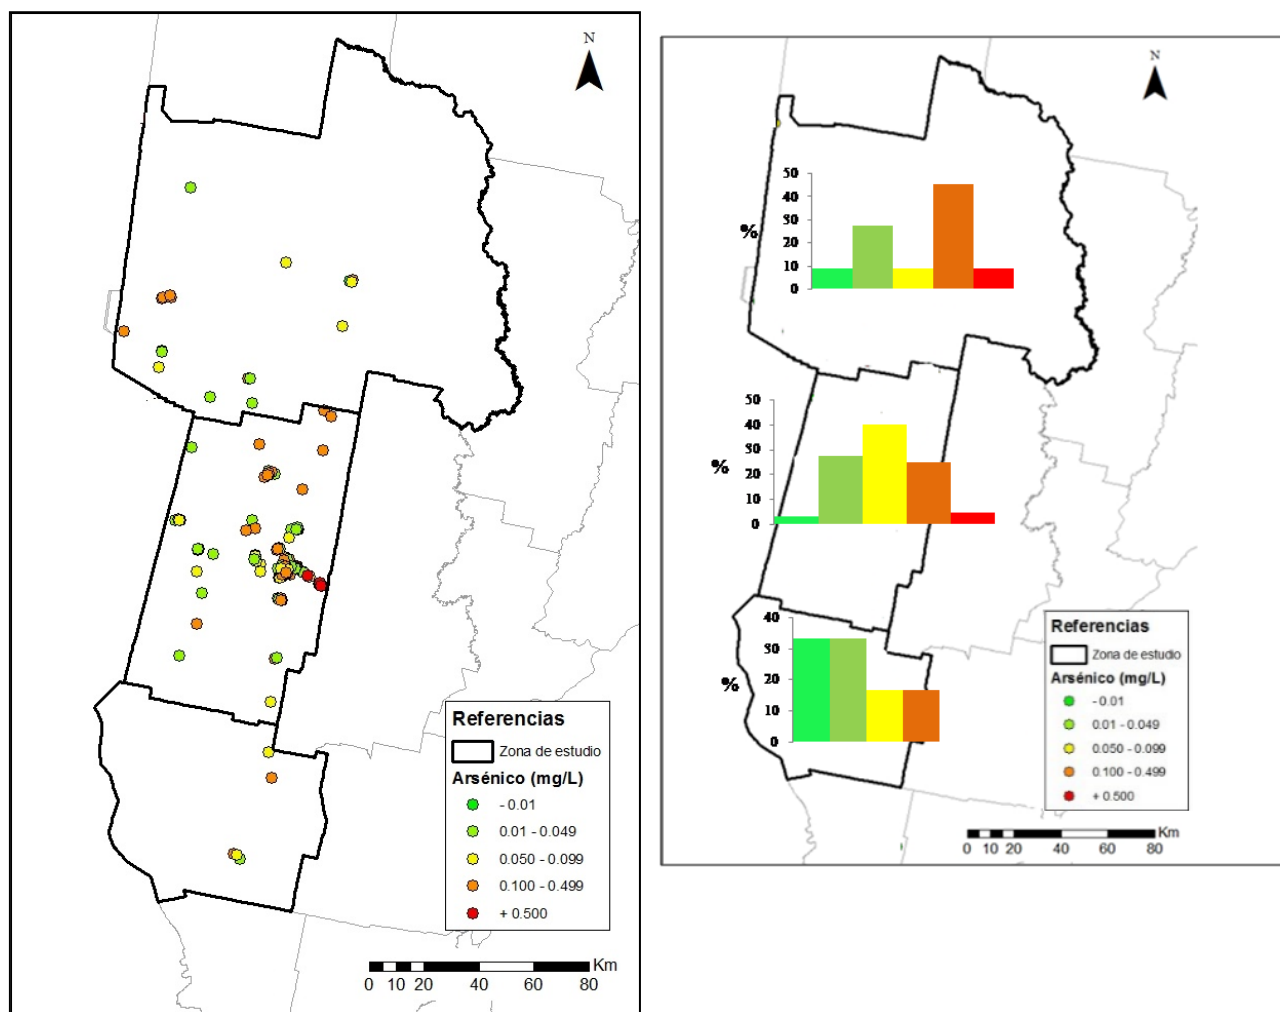 N
Referencias
Zona de estudio
Arsénico (mg/L)
- 0.01
0.01 - 0.049
0.050 - 0.099
0.100 - 0.499
+ 0.500
Km
0 10 20 40 60 80
N
50
40
30
20
10
0
%
50
40
30
20
10
0
%
40
30
20
10
0
%
Referencias
Zona de estudio
Arsénico (mg/L)
- 0.01
0.01 - 0.049
0.050 - 0.099
0.100 - 0.499
+ 0.500
Km
0 10 20 40 60 80